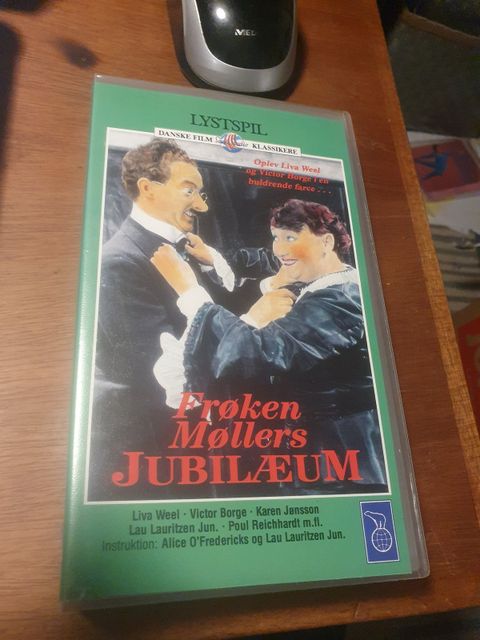 LYSTSPIL
DANSKE FILM KLASSIKERE
Oplev Liva Weel
og Victor Borge i en
buldrende farce . . .
Frøken
Møllers
JUBILÆUM
Liva Weel · Victor Borge · Karen Jønsson
Lau Lauritzen Jun. · Poul Reichhardt m.fl.
Instruktion: Alice O'Fredericks og Lau Lauritzen Jun.